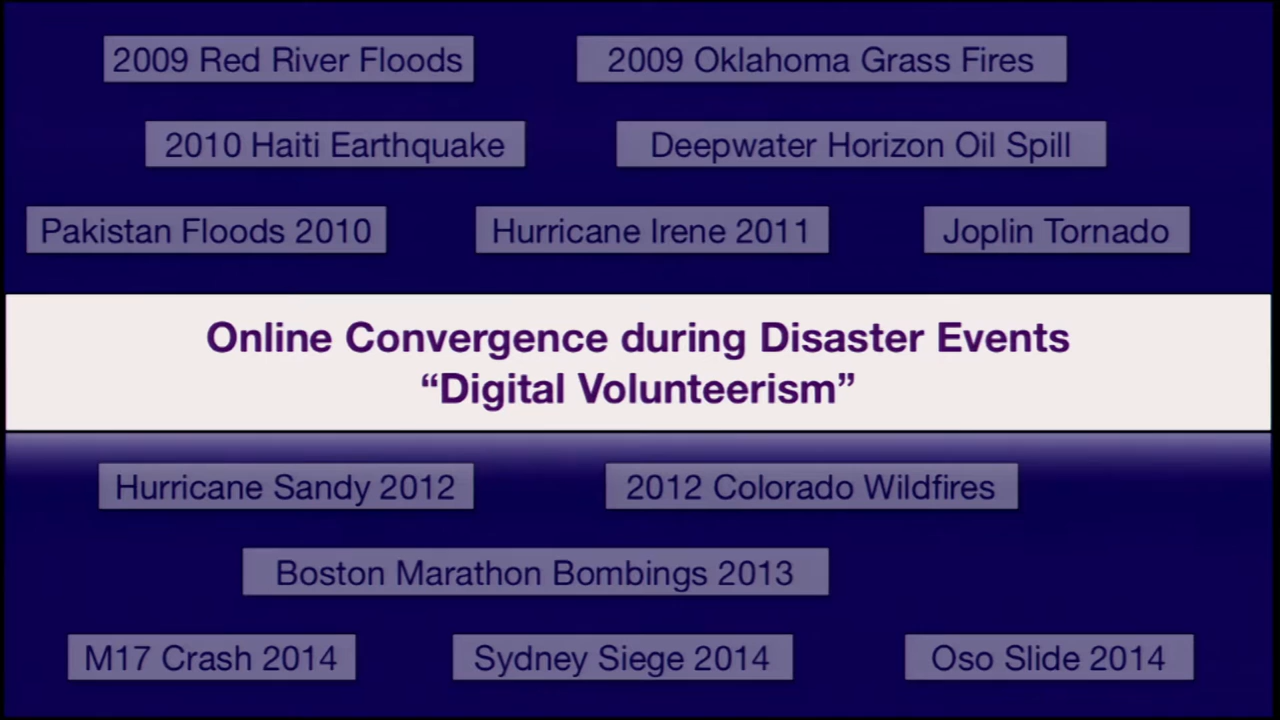 2009 Red River Floods
2009 Oklahoma Grass Fires
2010 Haiti Earthquake
Deepwater Horizon Oil Spill
Pakistan Floods 2010
Hurricane Irene 2011
Joplin Tornado
Online Convergence during Disaster Events
“Digital Volunteerism”
Hurricane Sandy 2012
2012 Colorado Wildfires
Boston Marathon Bombings 2013
M17 Crash 2014
Sydney Siege 2014
Oso Slide 2014